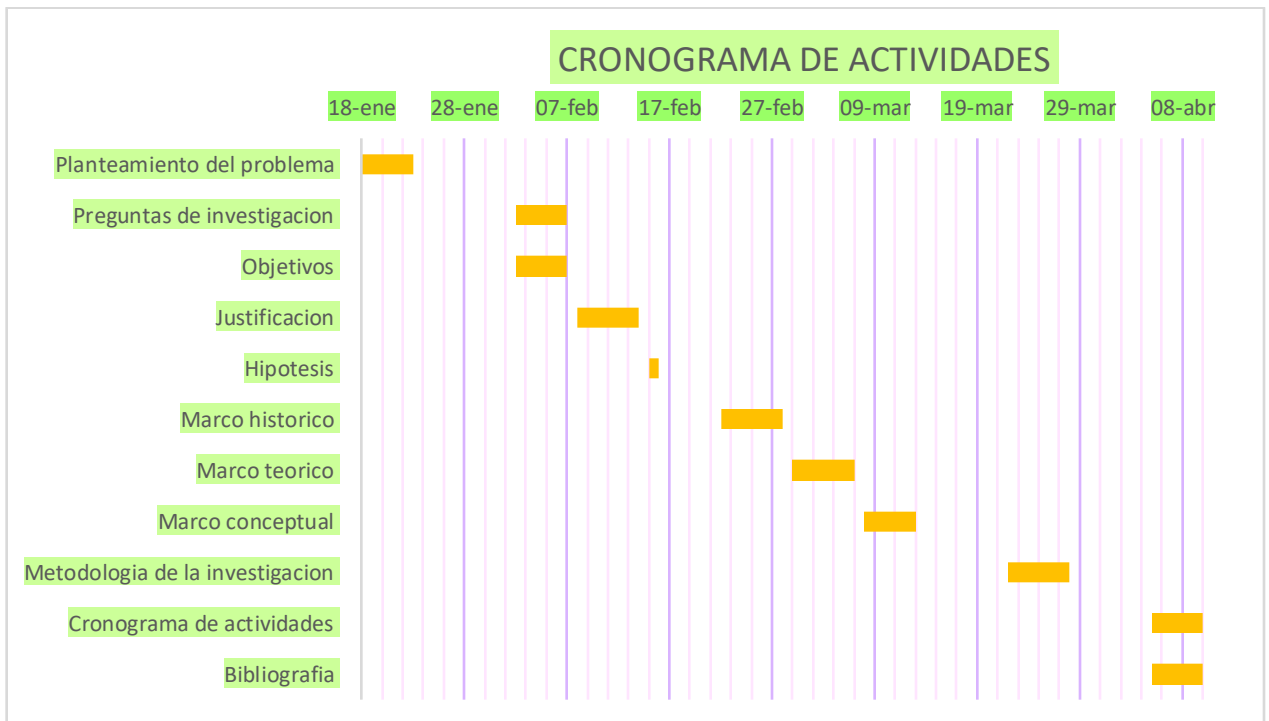 CRONOGRAMA DE ACTIVIDADES
18-ene 28-ene 07-feb 17-feb 27-feb 09-mar 19-mar 29-mar 08-abr
Planteamiento del problema
Preguntas de investigacion
Objetivos
Justificacion
Hipotesis
Marco historico
Marco teorico
Marco conceptual
Metodologia de la investigacion
Cronograma de actividades
Bibliografia